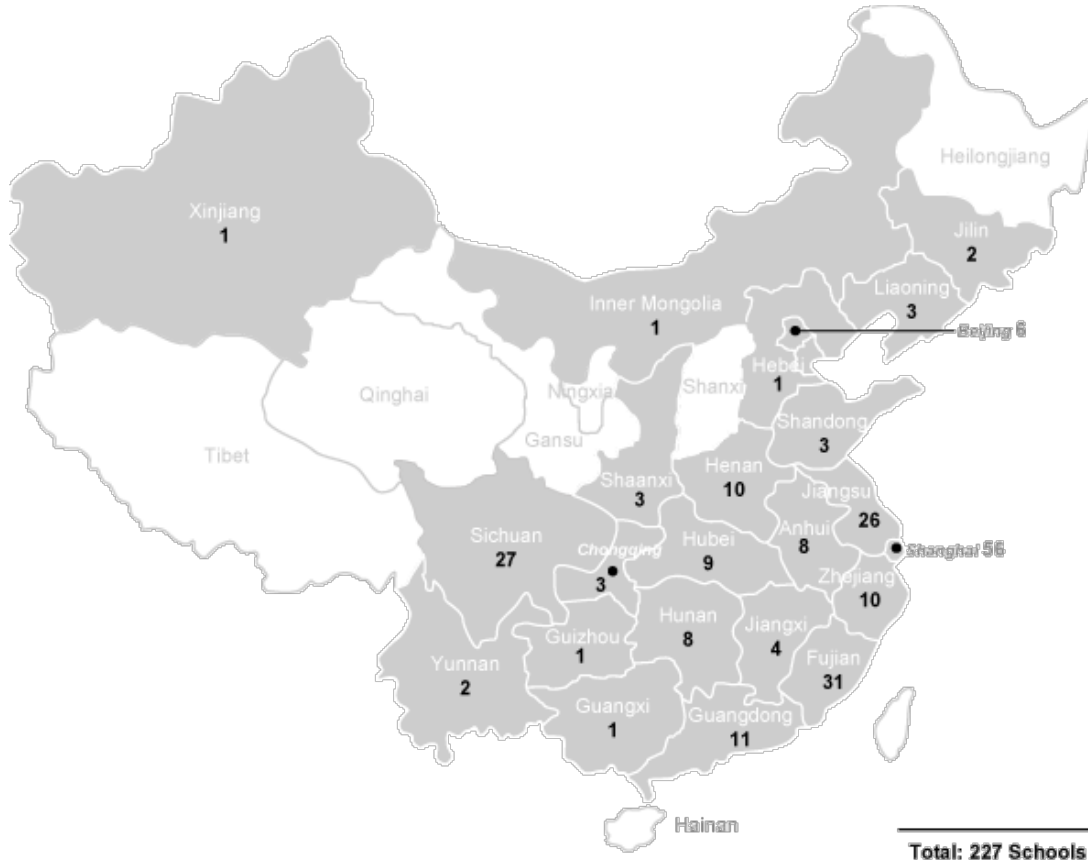 Heilongjiang
Xinjiang
1
Jilin
2
Inner Mongolia
1
Liaoning
3
Beijing 6
Hebei
1
Shanxi
Ningxia
Qinghai
Gansu
Tibet
Shandong
3
Shaanxi
3
Henan
10
Jiangsu
26
Sichuan
27
Chongqing
3
Hubei
9
Anhui
8
Shanghai 56
Zhejiang
10
Hunan
8
Jiangxi
4
Guizhou
1
Fujian
31
Yunnan
2
Guangxi
1
Guangdong
11
Hainan
Total: 227 Schools